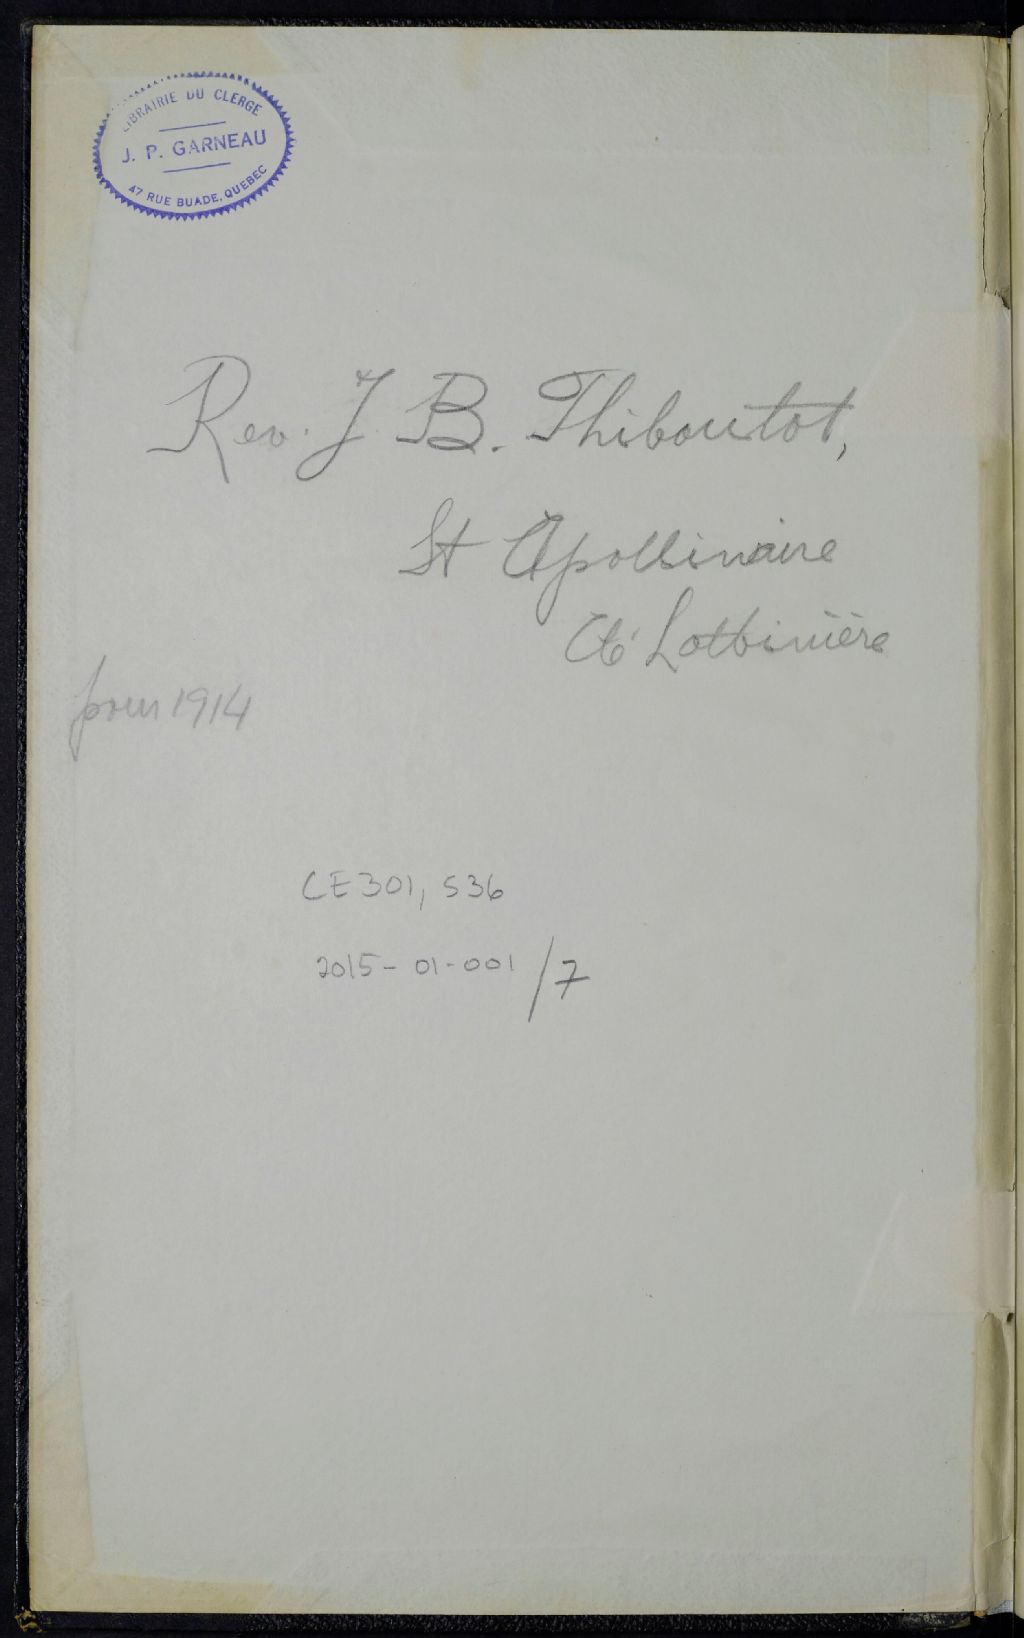 LIBRAIRIE DU CLERGE
J. P. GARNEAU
47 RUE BUADE, QUEBEC
Rev. J B. Thiboutot,
St Apollinaire
Ct Lotbinière
pour 1914
CE301, S36
2015-01-001/7